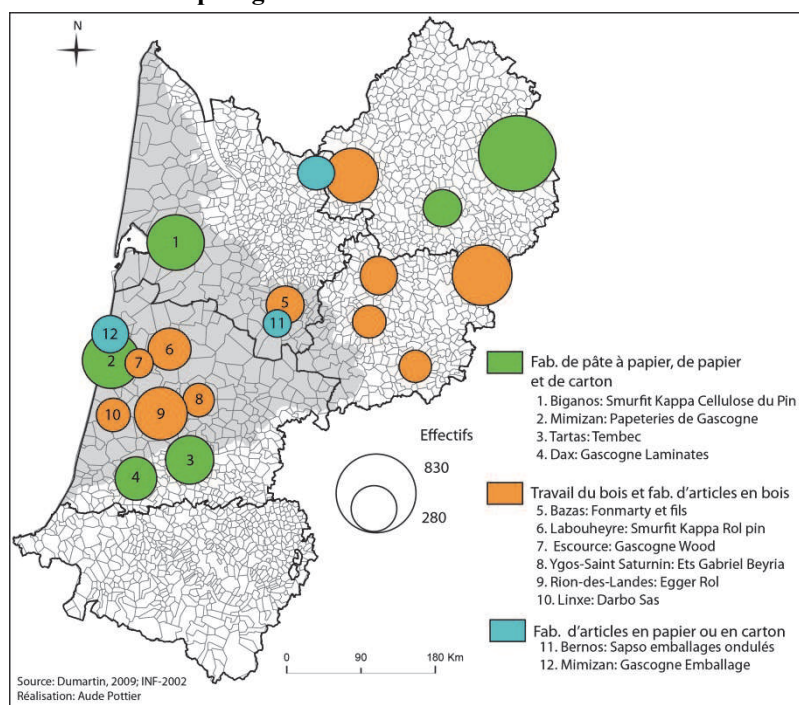 N
1
2
3
4
5
6
7
8
9
10
11
12
Effectifs
830
280
Fab. de pâte à papier, de papier
et de carton
1. Biganos: Smurfit Kappa Cellulose du Pin
2. Mimizan: Papeteries de Gascogne
3. Tartas: Tembec
4. Dax: Gascogne Laminates
Travail du bois et fab. d'articles en bois
5. Bazas: Fonmarty et fils
6. Labouheyre: Smurfit Kappa Rol pin
7. Escource: Gascogne Wood
8. Ygos-Saint Saturnin: Ets Gabriel Beyria
9. Rion-des-Landes: Egger Rol
10. Linxe: Darbo Sas
Fab. d'articles en papier ou en carton
11. Bernos: Sapso emballages ondulés
12. Mimizan: Gascogne Emballage
0 90 180 Km
Source: Dumartin, 2009; INF-2002
Réalisation: Aude Pottier